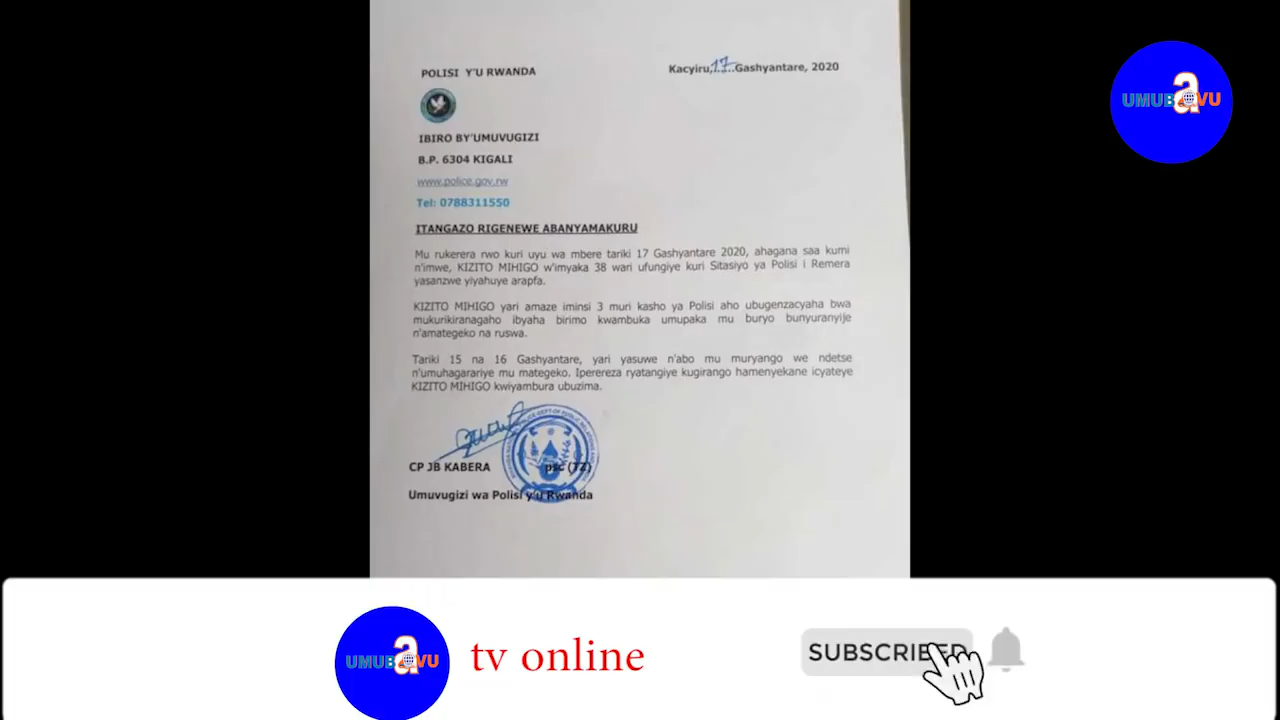 POLISI Y'U RWANDA
Kacyiru,17...Gashyantare, 2020
UMUBaVU
IBIRO BY'UMUVUGIZI
B.P. 6304 KIGALI
www.police.gov.rw
Tel: 0788311550
ITANGAZO RIGENEWE ABANYAMAKURU
Mu rukerera rwo kuri uyu wa mbere tariki 17 Gashyantare 2020, ahagana saa kumi
n'imwe, KIZITO MIHIGO w'imyaka 38 wari ufungiye kuri Sitasiyo ya Polisi i Remera
yasanzwe yiyahuye arapfa.
KIZITO MIHIGO yari amaze iminsi 3 muri kasho ya Polisi aho ubugenzacyaha bwa
mukurikiranagaho ibyaha birimo kwambuka umupaka mu buryo bunyuranyije
n'amategeko na ruswa.
Tariki 15 na 16 Gashyantare, yari yasuwe n'abo mu muryango we ndetse
n'umuhagarariye mu mategeko. Iperereza ryatangiye kugirango hamenyekane icyateye
KIZITO MIHIGO kwiyambura ubuzima.
CP JB KABERA psc (TZ)
Umuvugizi wa Polisi y'u Rwanda
UMUBaVU
tv online
SUBSCRIBED